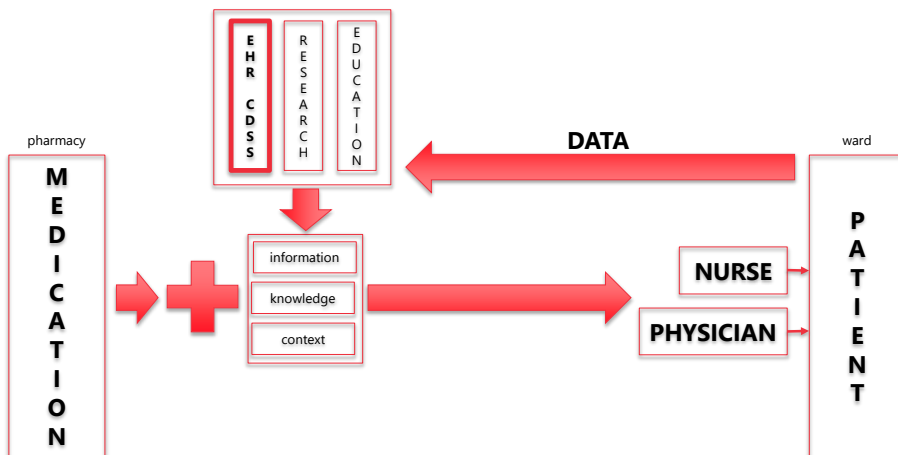 EHR CDSS
RESEARCH
EDUCATION
pharmacy
MEDICATION
DATA
ward
PATIENT
information
knowledge
context
NURSE
PHYSICIAN